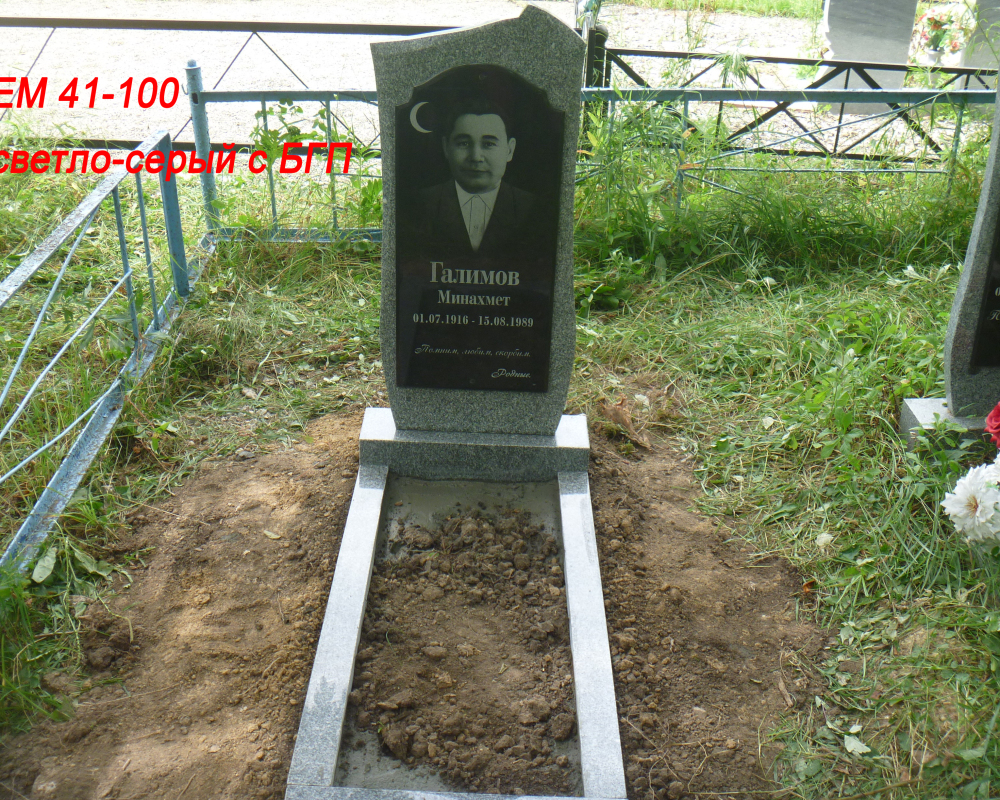 ЕМ 41-100
светло-серый с БГП
Галимов
Минахмет
01.07.1916 - 15.08.1989
Помним, любим, скорбим.
Родные.